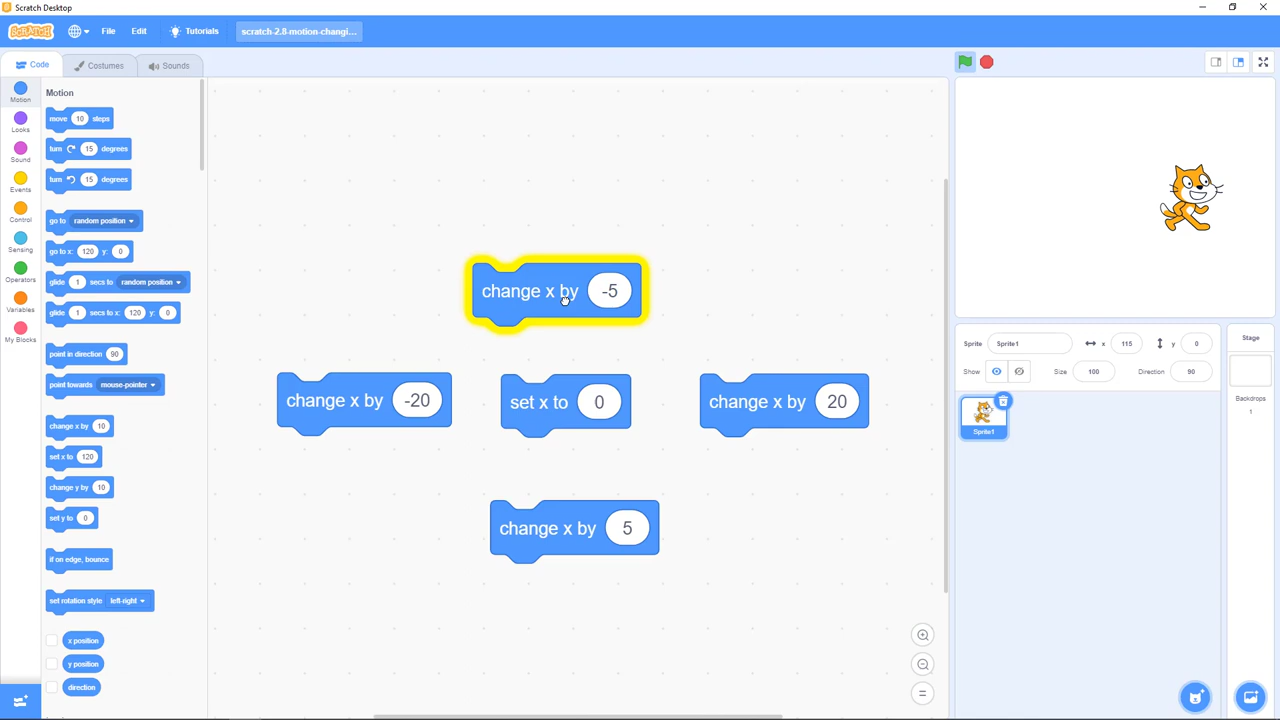 Scratch Desktop
SCRATCH File Edit Tutorials scratch-2.8-motion-changi...
Code Costumes Sounds
Motion
Looks
Sound
Events
Control
Sensing
Operators
Variables
My Blocks
Motion
move 10 steps
turn 15 degrees
turn 15 degrees
go to random position
go to x: 120 y: 0
glide 1 secs to random position
glide 1 secs to x: 120 y: 0
point in direction 90
point towards mouse-pointer
change x by 10
set x to 120
change y by 10
set y to 0
if on edge, bounce
set rotation style left-right
x position
y position
direction
change x by -5
change x by -20
set x to 0
change x by 20
change x by 5
Sprite Sprite1 x 115 y 0
Show Size 100 Direction 90
Sprite1
Stage
Backdrops
1